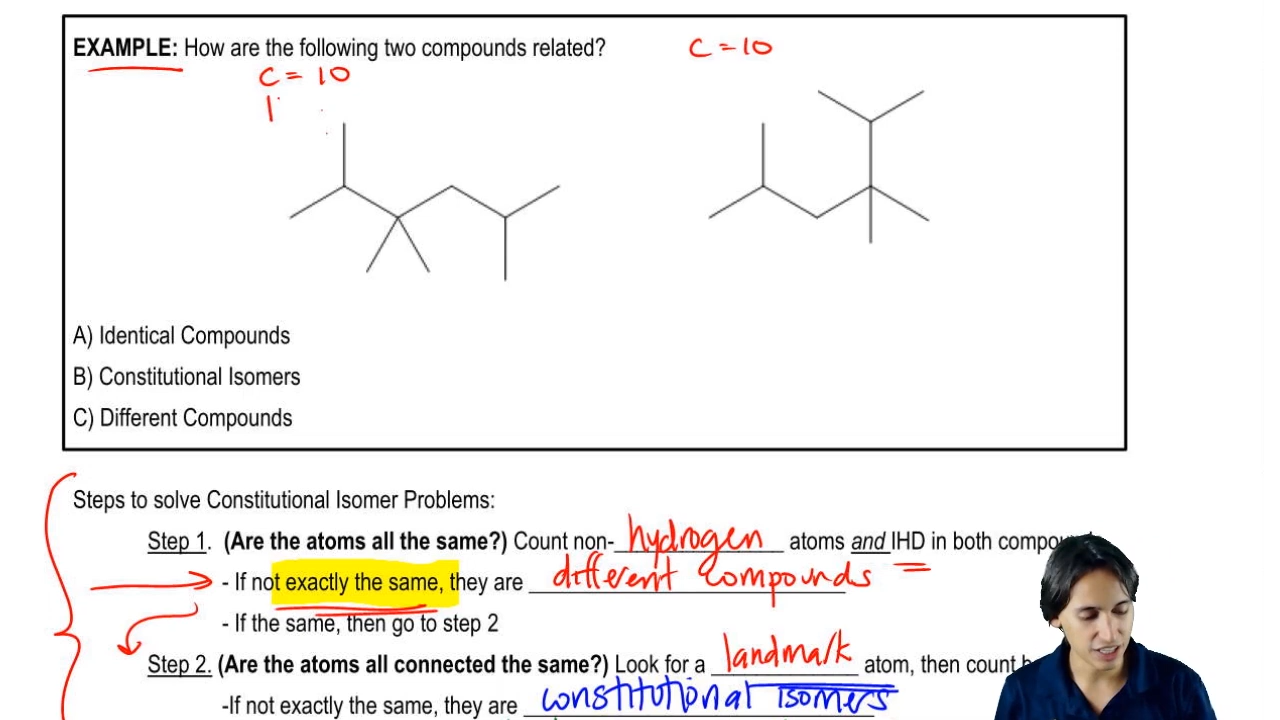 EXAMPLE: How are the following two compounds related?
C = 10
C = 10
A) Identical Compounds
B) Constitutional Isomers
C) Different Compounds
Steps to solve Constitutional Isomer Problems:
Step 1. (Are the atoms all the same?) Count non- hydrogen atoms and IHD in both
- If not exactly the same, they are different compounds
- If the same, then go to step 2
Step 2. (Are the atoms all connected the same?) Look for a landmark atom, then count
-If not exactly the same, they are constitutional isomers